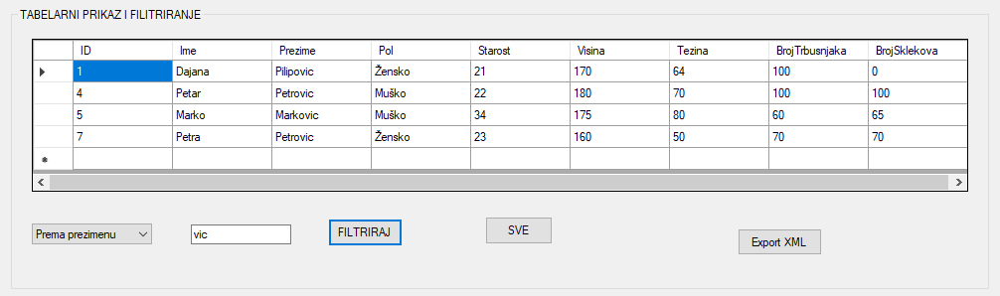 TABELARNI PRIKAZ I FILITRIRANJE
ID Ime Prezime Pol Starost Visina Tezina BrojTrbusnjaka BrojSklekova
1 Dajana Pilipovic Žensko 21 170 64 100 0
4 Petar Petrovic Muško 22 180 70 100 100
5 Marko Markovic Muško 34 175 80 60 65
7 Petra Petrovic Žensko 23 160 50 70 70
Prema prezimenu vic FILTRIRAJ SVE
Export XML